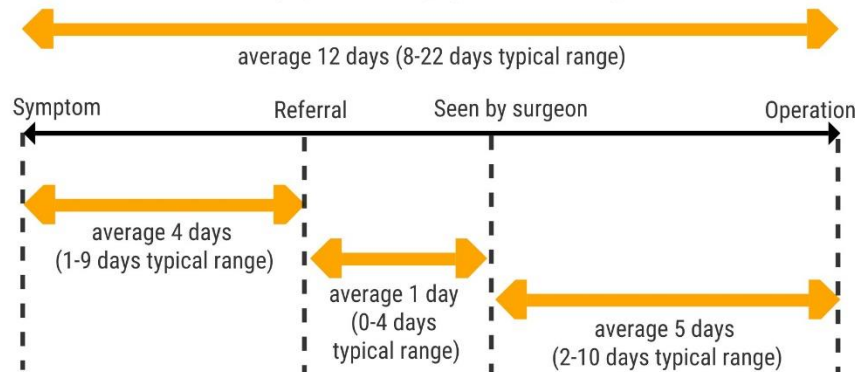 average 12 days (8-22 days typical range)
Symptom Referral Seen by surgeon Operation
average 4 days
(1-9 days typical range)
average 1 day
(0-4 days
typical range)
average 5 days
(2-10 days typical range)